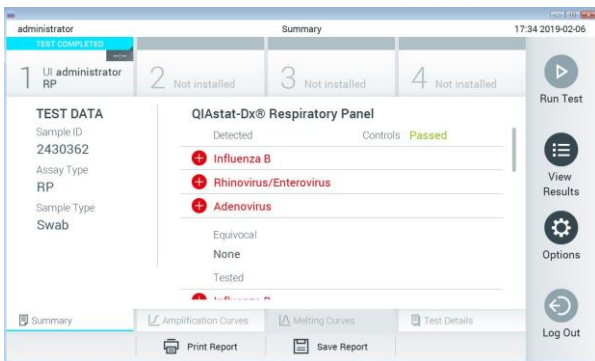 administrator Summary 17:34 2019-02-06
TEST COMPLETED
1 UI administrator RP
2 Not installed
3 Not installed
4 Not installed
Run Test
View Results
Options
Log Out
TEST DATA
Sample ID
2430362
Assay Type
RP
Sample Type
Swab
QIAstat-Dx® Respiratory Panel
Detected Controls Passed
Influenza B
Rhinovirus/Enterovirus
Adenovirus
Equivocal
None
Tested
Summary Amplification Curves Melting Curves Test Details
Print Report Save Report